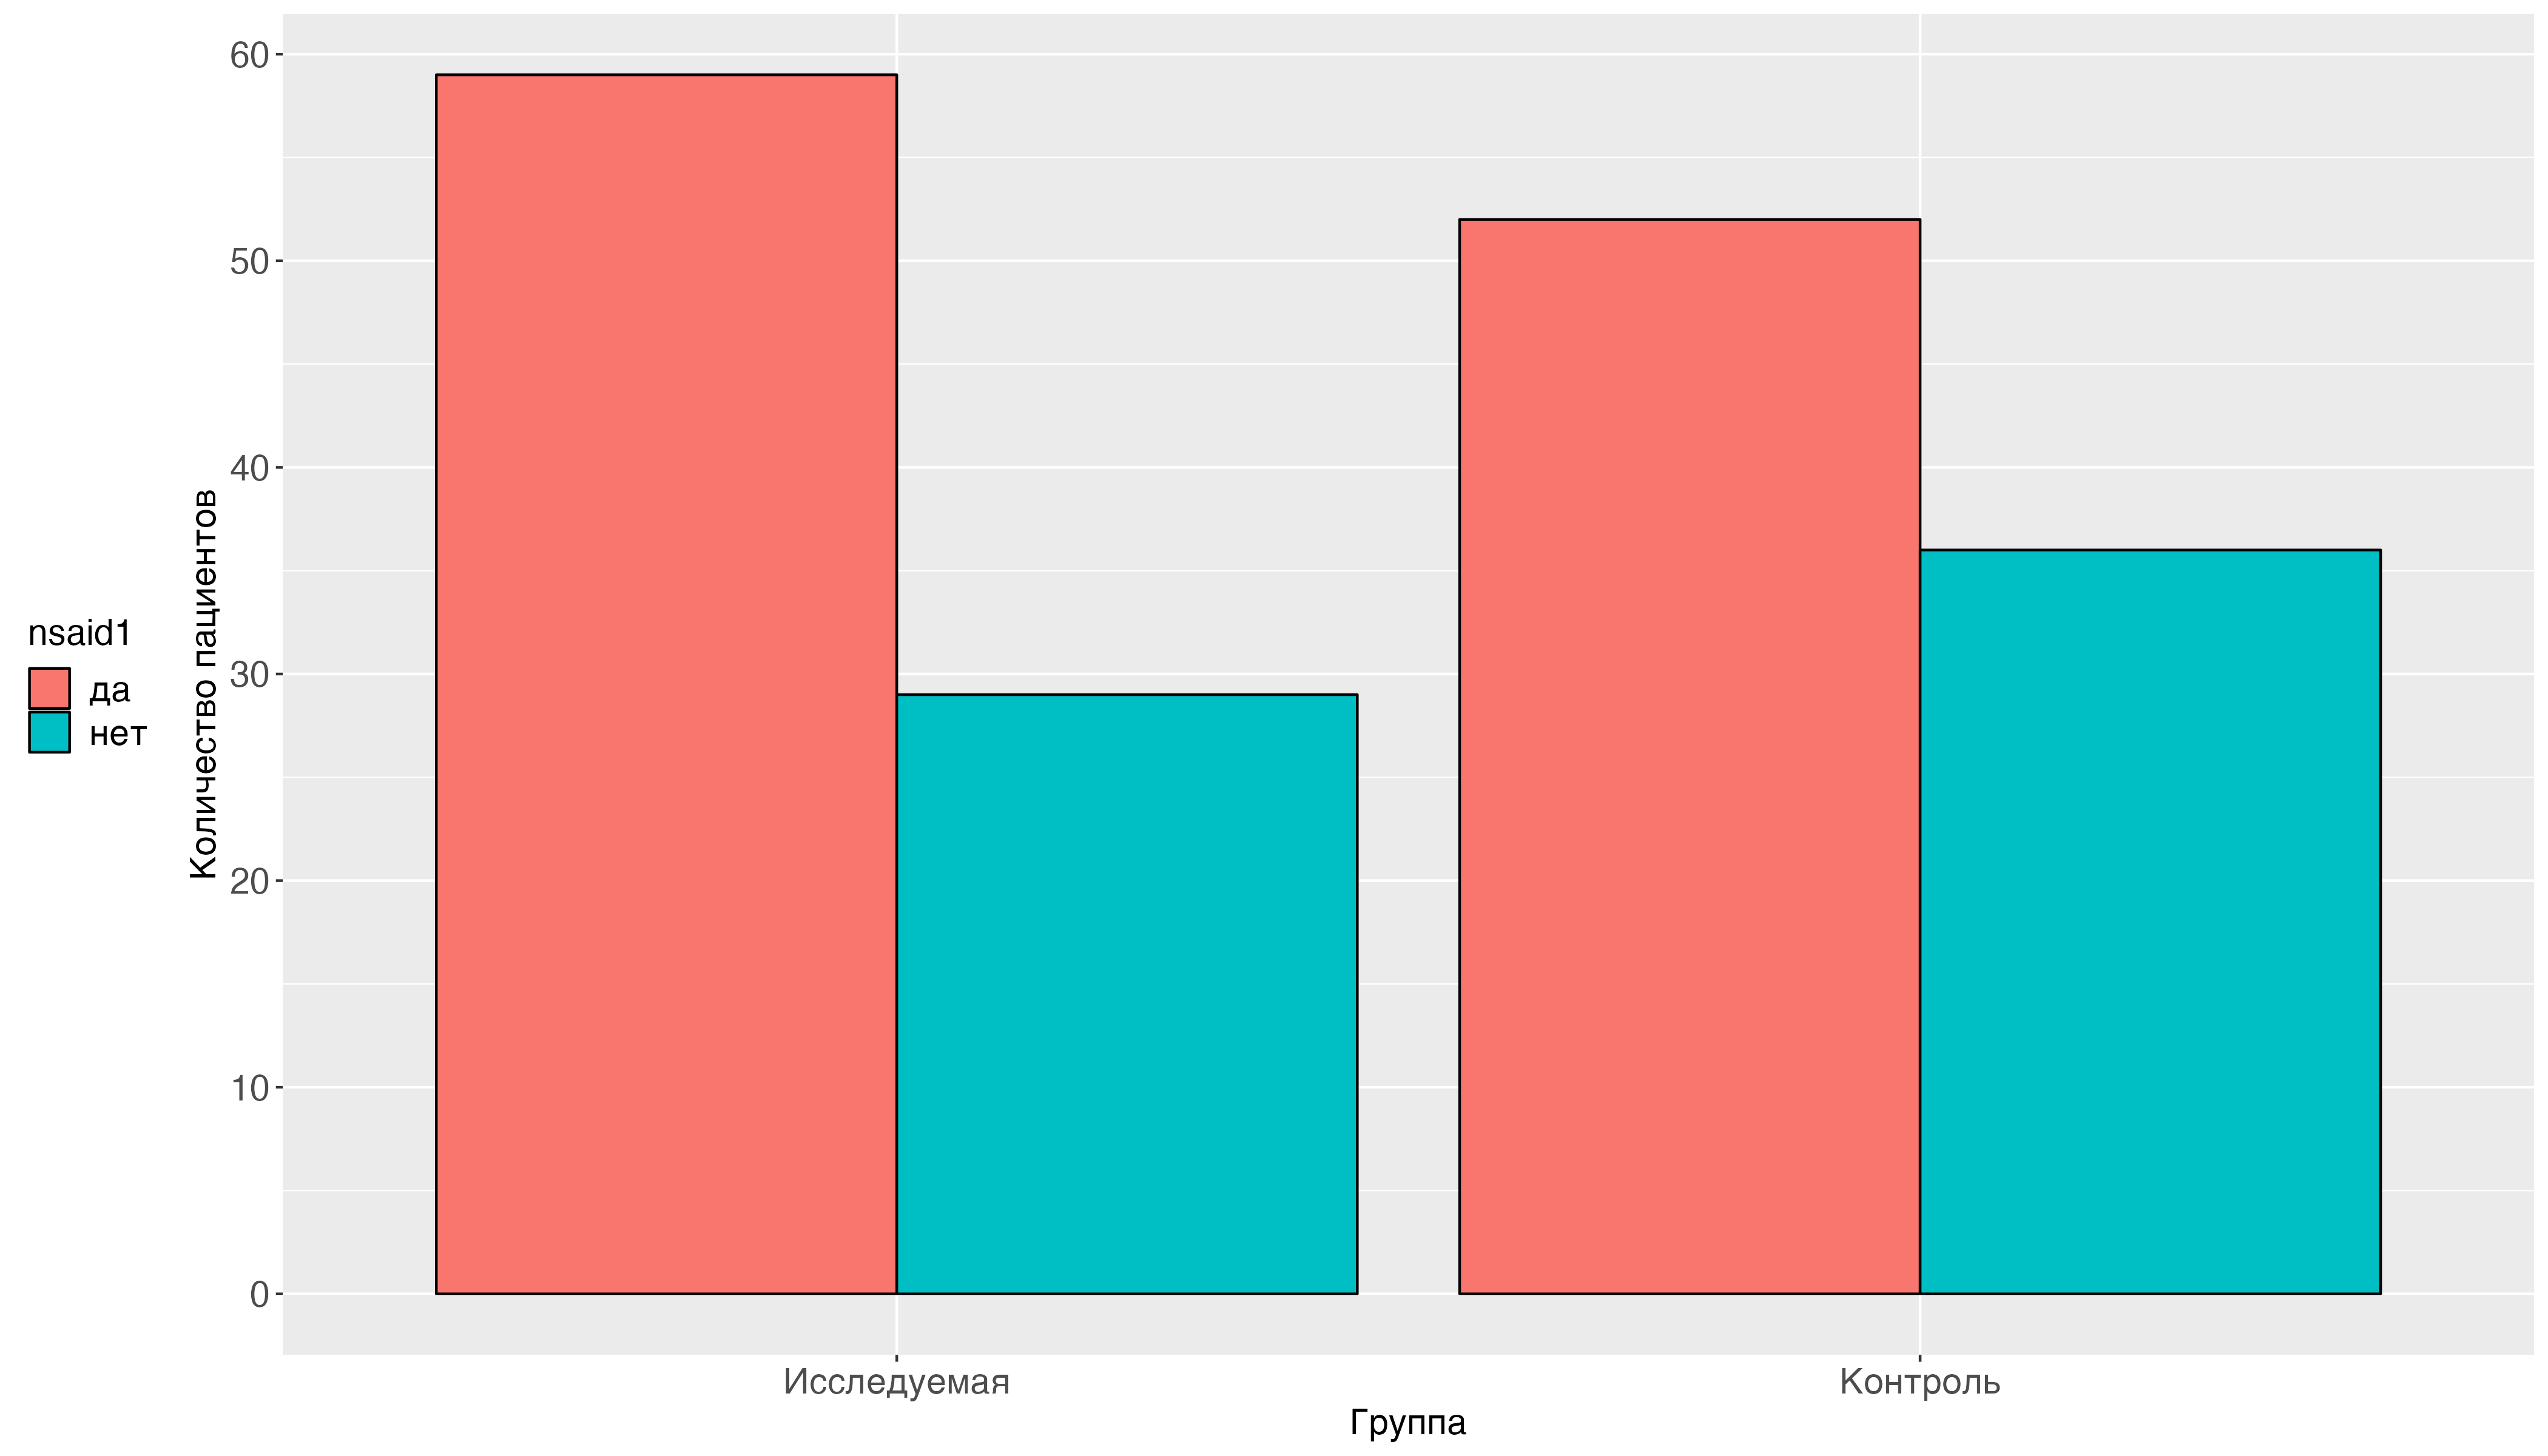 nsaid1
да
нет
Количество пациентов
60
50
40
30
20
10
0
Исследуемая
Контроль
Группа